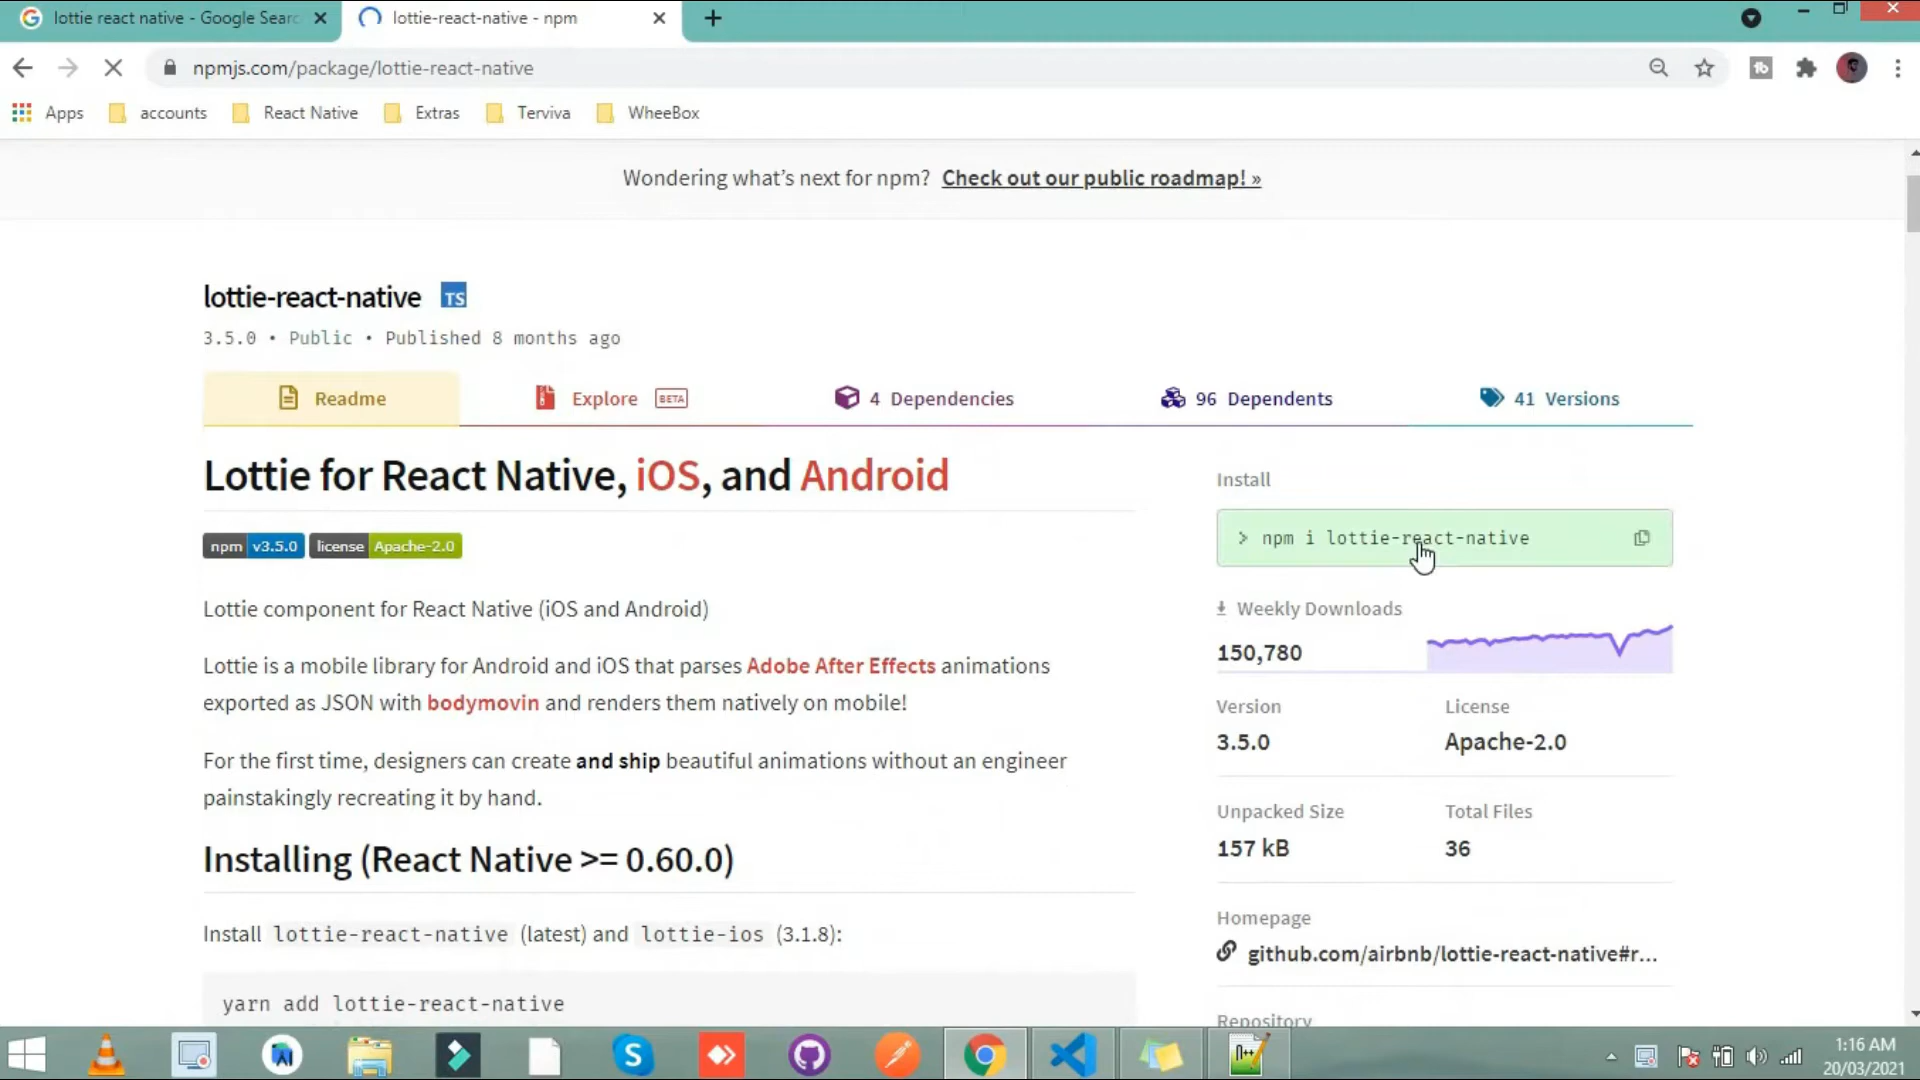 lottie react native - Google Searc
lottie-react-native - npm
npmjs.com/package/lottie-react-native
Apps
accounts
React Native
Extras
Terviva
WheeBox
Wondering what's next for npm? Check out our public roadmap! »
lottie-react-native TS
3.5.0 • Public • Published 8 months ago
Readme
Explore BETA
4 Dependencies
96 Dependents
41 Versions
Lottie for React Native, iOS, and Android
npm v3.5.0 license Apache-2.0
Lottie component for React Native (iOS and Android)
Lottie is a mobile library for Android and iOS that parses Adobe After Effects animations
exported as JSON with bodymovin and renders them natively on mobile!
For the first time, designers can create and ship beautiful animations without an engineer
painstakingly recreating it by hand.
Installing (React Native >= 0.60.0)
Install lottie-react-native (latest) and lottie-ios (3.1.8):
yarn add lottie-react-native
Install
> npm i lottie-react-native
Weekly Downloads
150,780
Version
3.5.0
License
Apache-2.0
Unpacked Size
157 kB
Total Files
36
Homepage
github.com/airbnb/lottie-react-native#r...
Repository
1:16 AM
20/03/2021